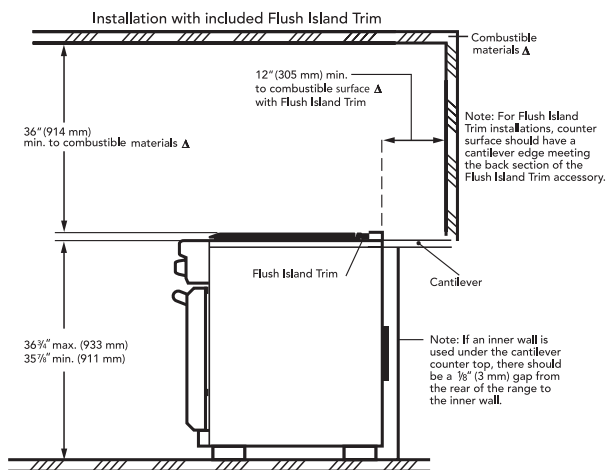 Installation with included Flush Island Trim
Combustible
materials Δ
12" (305 mm) min.
to combustible surface Δ
with Flush Island Trim
36" (914 mm)
min. to combustible materials Δ
Note: For Flush Island
Trim installations, counter
surface should have a
cantilever edge meeting
the back section of the
Flush Island Trim accessory.
Flush Island Trim
Cantilever
36¾" max. (933 mm)
35⅞" min. (911 mm)
Note: If an inner wall is
used under the cantilever
counter top, there should
be a ⅛" (3 mm) gap from
the rear of the range to
the inner wall.